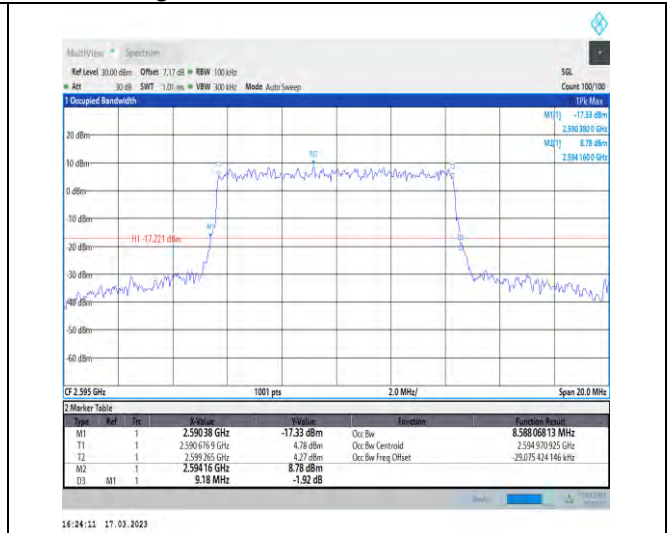 MultiView Spectrum
Ref Level 30.00 dBm Offset 7.17 dB RBW 100 kHz SGL
Att 30 dB SWT 1.01 ms VBW 300 kHz Mode Auto Sweep Count 100/100
1 Occupied Bandwidth 1Pk Max
M1[1] -17.33 dBm
2.590 380 0 GHz
M2[1] 8.78 dBm
2.594 160 0 GHz
20 dBm
M2
10 dBm
0 dBm
-10 dBm
M1
H1 -17.221 dBm
-20 dBm
-30 dBm
-40 dBm
-50 dBm
-60 dBm
CF 2.595 GHz 1001 pts 2.0 MHz/ Span 20.0 MHz
2 Marker Table
Type Ref Trc X-Value Y-Value Function Function Result
M1 1 2.590 38 GHz -17.33 dBm Occ Bw 8.588 068 13 MHz
T1 1 2.590 676 9 GHz 4.78 dBm Occ Bw Centroid 2.594 970 925 GHz
T2 1 2.599 265 GHz 4.27 dBm Occ Bw Freq Offset -29.075 424 146 kHz
M2 1 2.594 16 GHz 8.78 dBm
D3 M1 1 9.18 MHz -1.92 dB
16:24:11 17.03.2023